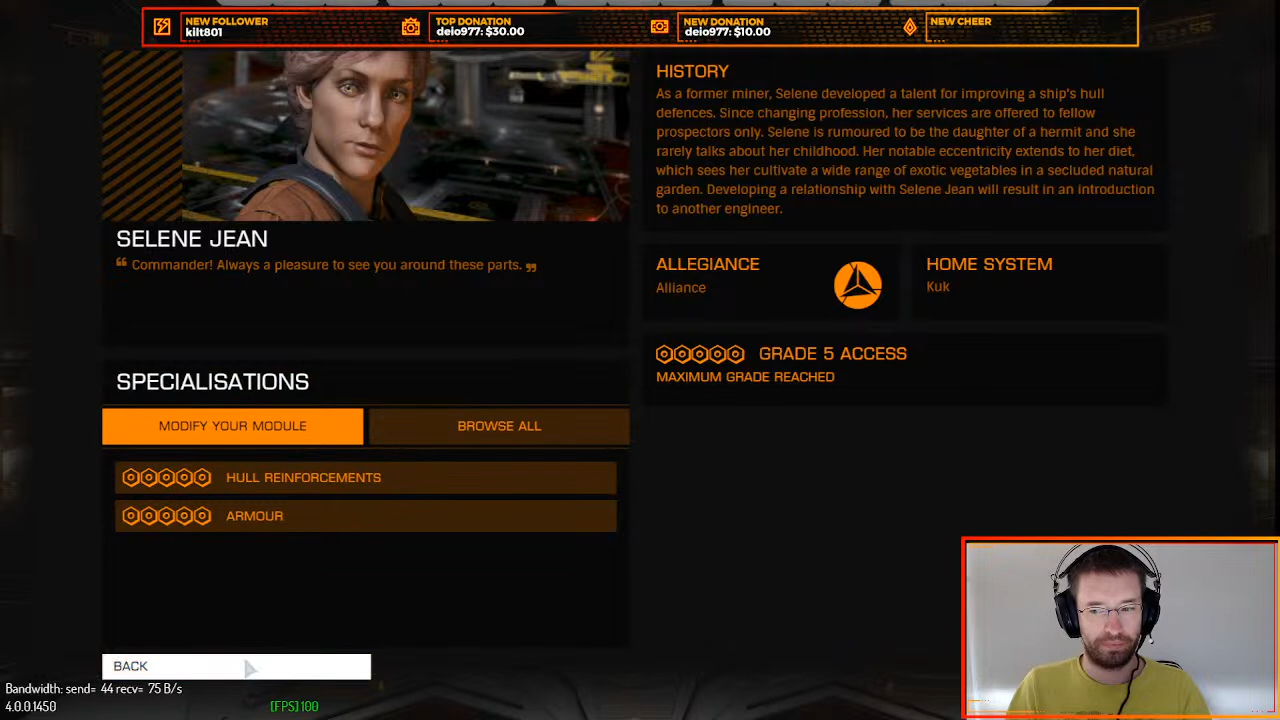 NEW FOLLOWER
kilt801
TOP DONATION
deio977: $30.00
NEW DONATION
deio977: $10.00
NEW CHEER
SELENE JEAN
❝ Commander! Always a pleasure to see you around these parts. ❞
SPECIALISATIONS
MODIFY YOUR MODULE
BROWSE ALL
HULL REINFORCEMENTS
ARMOUR
BACK
HISTORY
As a former miner, Selene developed a talent for improving a ship's hull
defences. Since changing profession, her services are offered to fellow
prospectors only. Selene is rumoured to be the daughter of a hermit and she
rarely talks about her childhood. Her notable eccentricity extends to her diet,
which sees her cultivate a wide range of exotic vegetables in a secluded natural
garden. Developing a relationship with Selene Jean will result in an introduction
to another engineer.
ALLEGIANCE
Alliance
HOME SYSTEM
Kuk
GRADE 5 ACCESS
MAXIMUM GRADE REACHED
Bandwidth: send= 44 recv= 75 B/s
4.0.0.1450
[FPS] 100